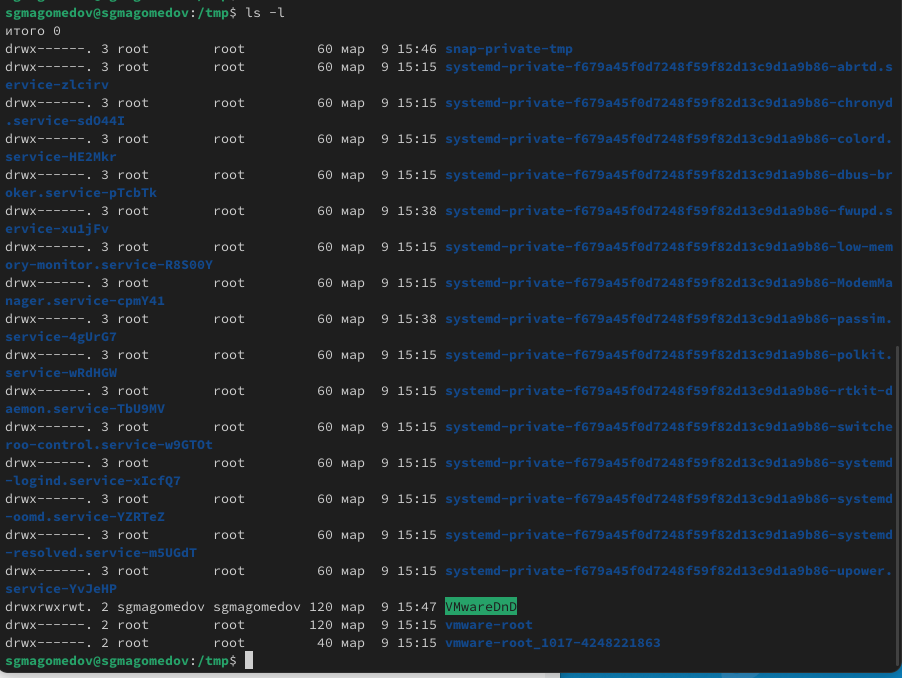 sgmagomedov@sgmagomedov:/tmp$ ls -l
итого 0
drwx------. 3 root        root         60 мар  9 15:46 snap-private-tmp
drwx------. 3 root        root         60 мар  9 15:15 systemd-private-f679a45f0d7248f59f82d13c9d1a9b86-abrtd.s
ervice-zlcirv
drwx------. 3 root        root         60 мар  9 15:15 systemd-private-f679a45f0d7248f59f82d13c9d1a9b86-chronyd
.service-sdO44I
drwx------. 3 root        root         60 мар  9 15:15 systemd-private-f679a45f0d7248f59f82d13c9d1a9b86-colord.
service-HE2Mkr
drwx------. 3 root        root         60 мар  9 15:15 systemd-private-f679a45f0d7248f59f82d13c9d1a9b86-dbus-br
oker.service-pTcbTk
drwx------. 3 root        root         60 мар  9 15:38 systemd-private-f679a45f0d7248f59f82d13c9d1a9b86-fwupd.s
ervice-xu1jFv
drwx------. 3 root        root         60 мар  9 15:15 systemd-private-f679a45f0d7248f59f82d13c9d1a9b86-low-mem
ory-monitor.service-R8S00Y
drwx------. 3 root        root         60 мар  9 15:15 systemd-private-f679a45f0d7248f59f82d13c9d1a9b86-ModemMa
nager.service-cpmY41
drwx------. 3 root        root         60 мар  9 15:38 systemd-private-f679a45f0d7248f59f82d13c9d1a9b86-passim.
service-4gUrG7
drwx------. 3 root        root         60 мар  9 15:15 systemd-private-f679a45f0d7248f59f82d13c9d1a9b86-polkit.
service-wRdHGW
drwx------. 3 root        root         60 мар  9 15:15 systemd-private-f679a45f0d7248f59f82d13c9d1a9b86-rtkit-d
aemon.service-TbU9MV
drwx------. 3 root        root         60 мар  9 15:15 systemd-private-f679a45f0d7248f59f82d13c9d1a9b86-switche
roo-control.service-w9GTOt
drwx------. 3 root        root         60 мар  9 15:15 systemd-private-f679a45f0d7248f59f82d13c9d1a9b86-systemd
-logind.service-xIcfQ7
drwx------. 3 root        root         60 мар  9 15:15 systemd-private-f679a45f0d7248f59f82d13c9d1a9b86-systemd
-oomd.service-YZRTeZ
drwx------. 3 root        root         60 мар  9 15:15 systemd-private-f679a45f0d7248f59f82d13c9d1a9b86-systemd
-resolved.service-m5UGdT
drwx------. 3 root        root         60 мар  9 15:15 systemd-private-f679a45f0d7248f59f82d13c9d1a9b86-upower.
service-YvJeHP
drwxrwxrwt. 2 sgmagomedov sgmagomedov 120 мар  9 15:47 VMwareDnD
drwx------. 2 root        root        120 мар  9 15:15 vmware-root
drwx------. 2 root        root         40 мар  9 15:15 vmware-root_1017-4248221863
sgmagomedov@sgmagomedov:/tmp$